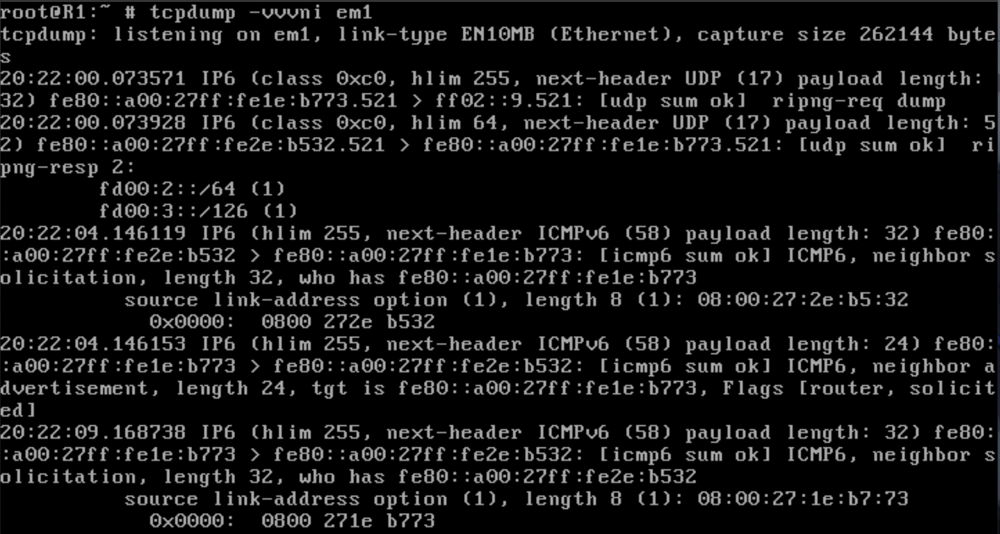 root@R1:~ # tcpdump -vvvni em1
tcpdump: listening on em1, link-type EN10MB (Ethernet), capture size 262144 byte
s
20:22:00.073571 IP6 (class 0xc0, hlim 255, next-header UDP (17) payload length:
32) fe80::a00:27ff:fe1e:b773.521 > ff02::9.521: [udp sum ok]  ripng-req dump
20:22:00.073928 IP6 (class 0xc0, hlim 64, next-header UDP (17) payload length: 5
2) fe80::a00:27ff:fe2e:b532.521 > fe80::a00:27ff:fe1e:b773.521: [udp sum ok]  ri
png-resp 2:
        fd00:2::/64 (1)
        fd00:3::/126 (1)
20:22:04.146119 IP6 (hlim 255, next-header ICMPv6 (58) payload length: 32) fe80:
:a00:27ff:fe2e:b532 > fe80::a00:27ff:fe1e:b773: [icmp6 sum ok] ICMP6, neighbor s
olicitation, length 32, who has fe80::a00:27ff:fe1e:b773
          source link-address option (1), length 8 (1): 08:00:27:2e:b5:32
            0x0000:  0800 272e b532
20:22:04.146153 IP6 (hlim 255, next-header ICMPv6 (58) payload length: 24) fe80:
:a00:27ff:fe1e:b773 > fe80::a00:27ff:fe2e:b532: [icmp6 sum ok] ICMP6, neighbor a
dvertisement, length 24, tgt is fe80::a00:27ff:fe1e:b773, Flags [router, solicit
ed]
20:22:09.168738 IP6 (hlim 255, next-header ICMPv6 (58) payload length: 32) fe80:
:a00:27ff:fe1e:b773 > fe80::a00:27ff:fe2e:b532: [icmp6 sum ok] ICMP6, neighbor s
olicitation, length 32, who has fe80::a00:27ff:fe2e:b532
          source link-address option (1), length 8 (1): 08:00:27:1e:b7:73
            0x0000:  0800 271e b773